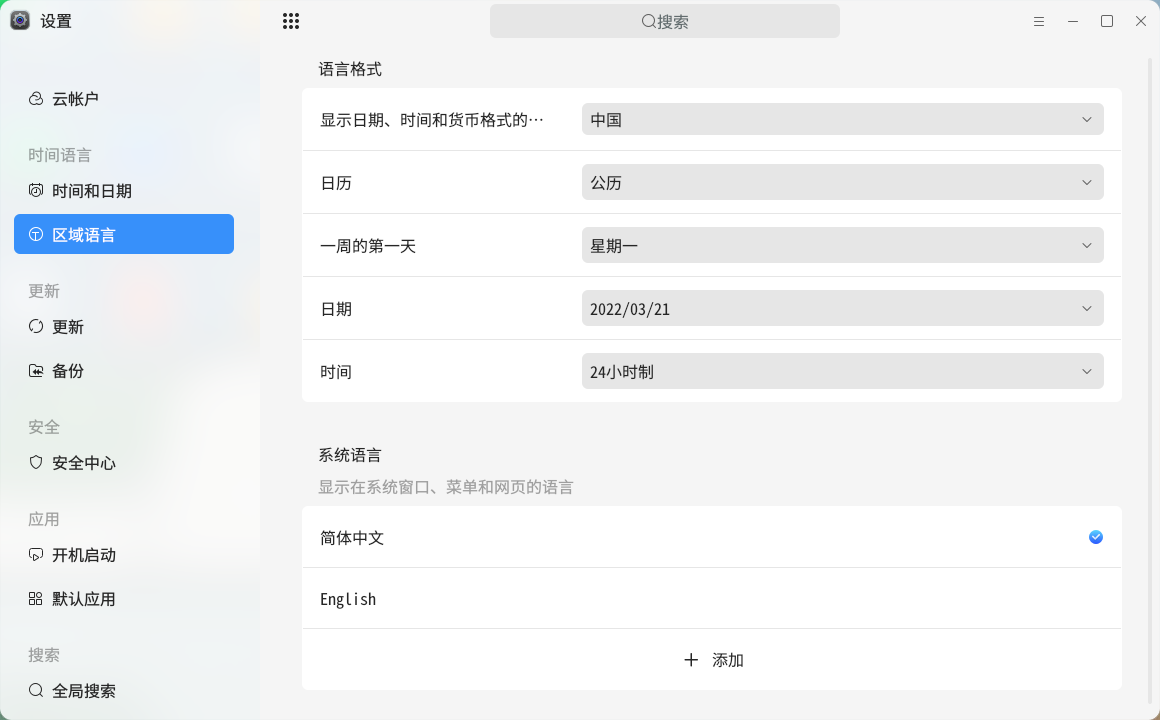 设置
搜索
云帐户
时间语言
时间和日期
区域语言
更新
更新
备份
安全
安全中心
应用
开机启动
默认应用
搜索
全局搜索
语言格式
显示日期、时间和货币格式的…
中国
日历
公历
一周的第一天
星期一
日期
2022/03/21
时间
24小时制
系统语言
显示在系统窗口、菜单和网页的语言
简体中文
English
添加